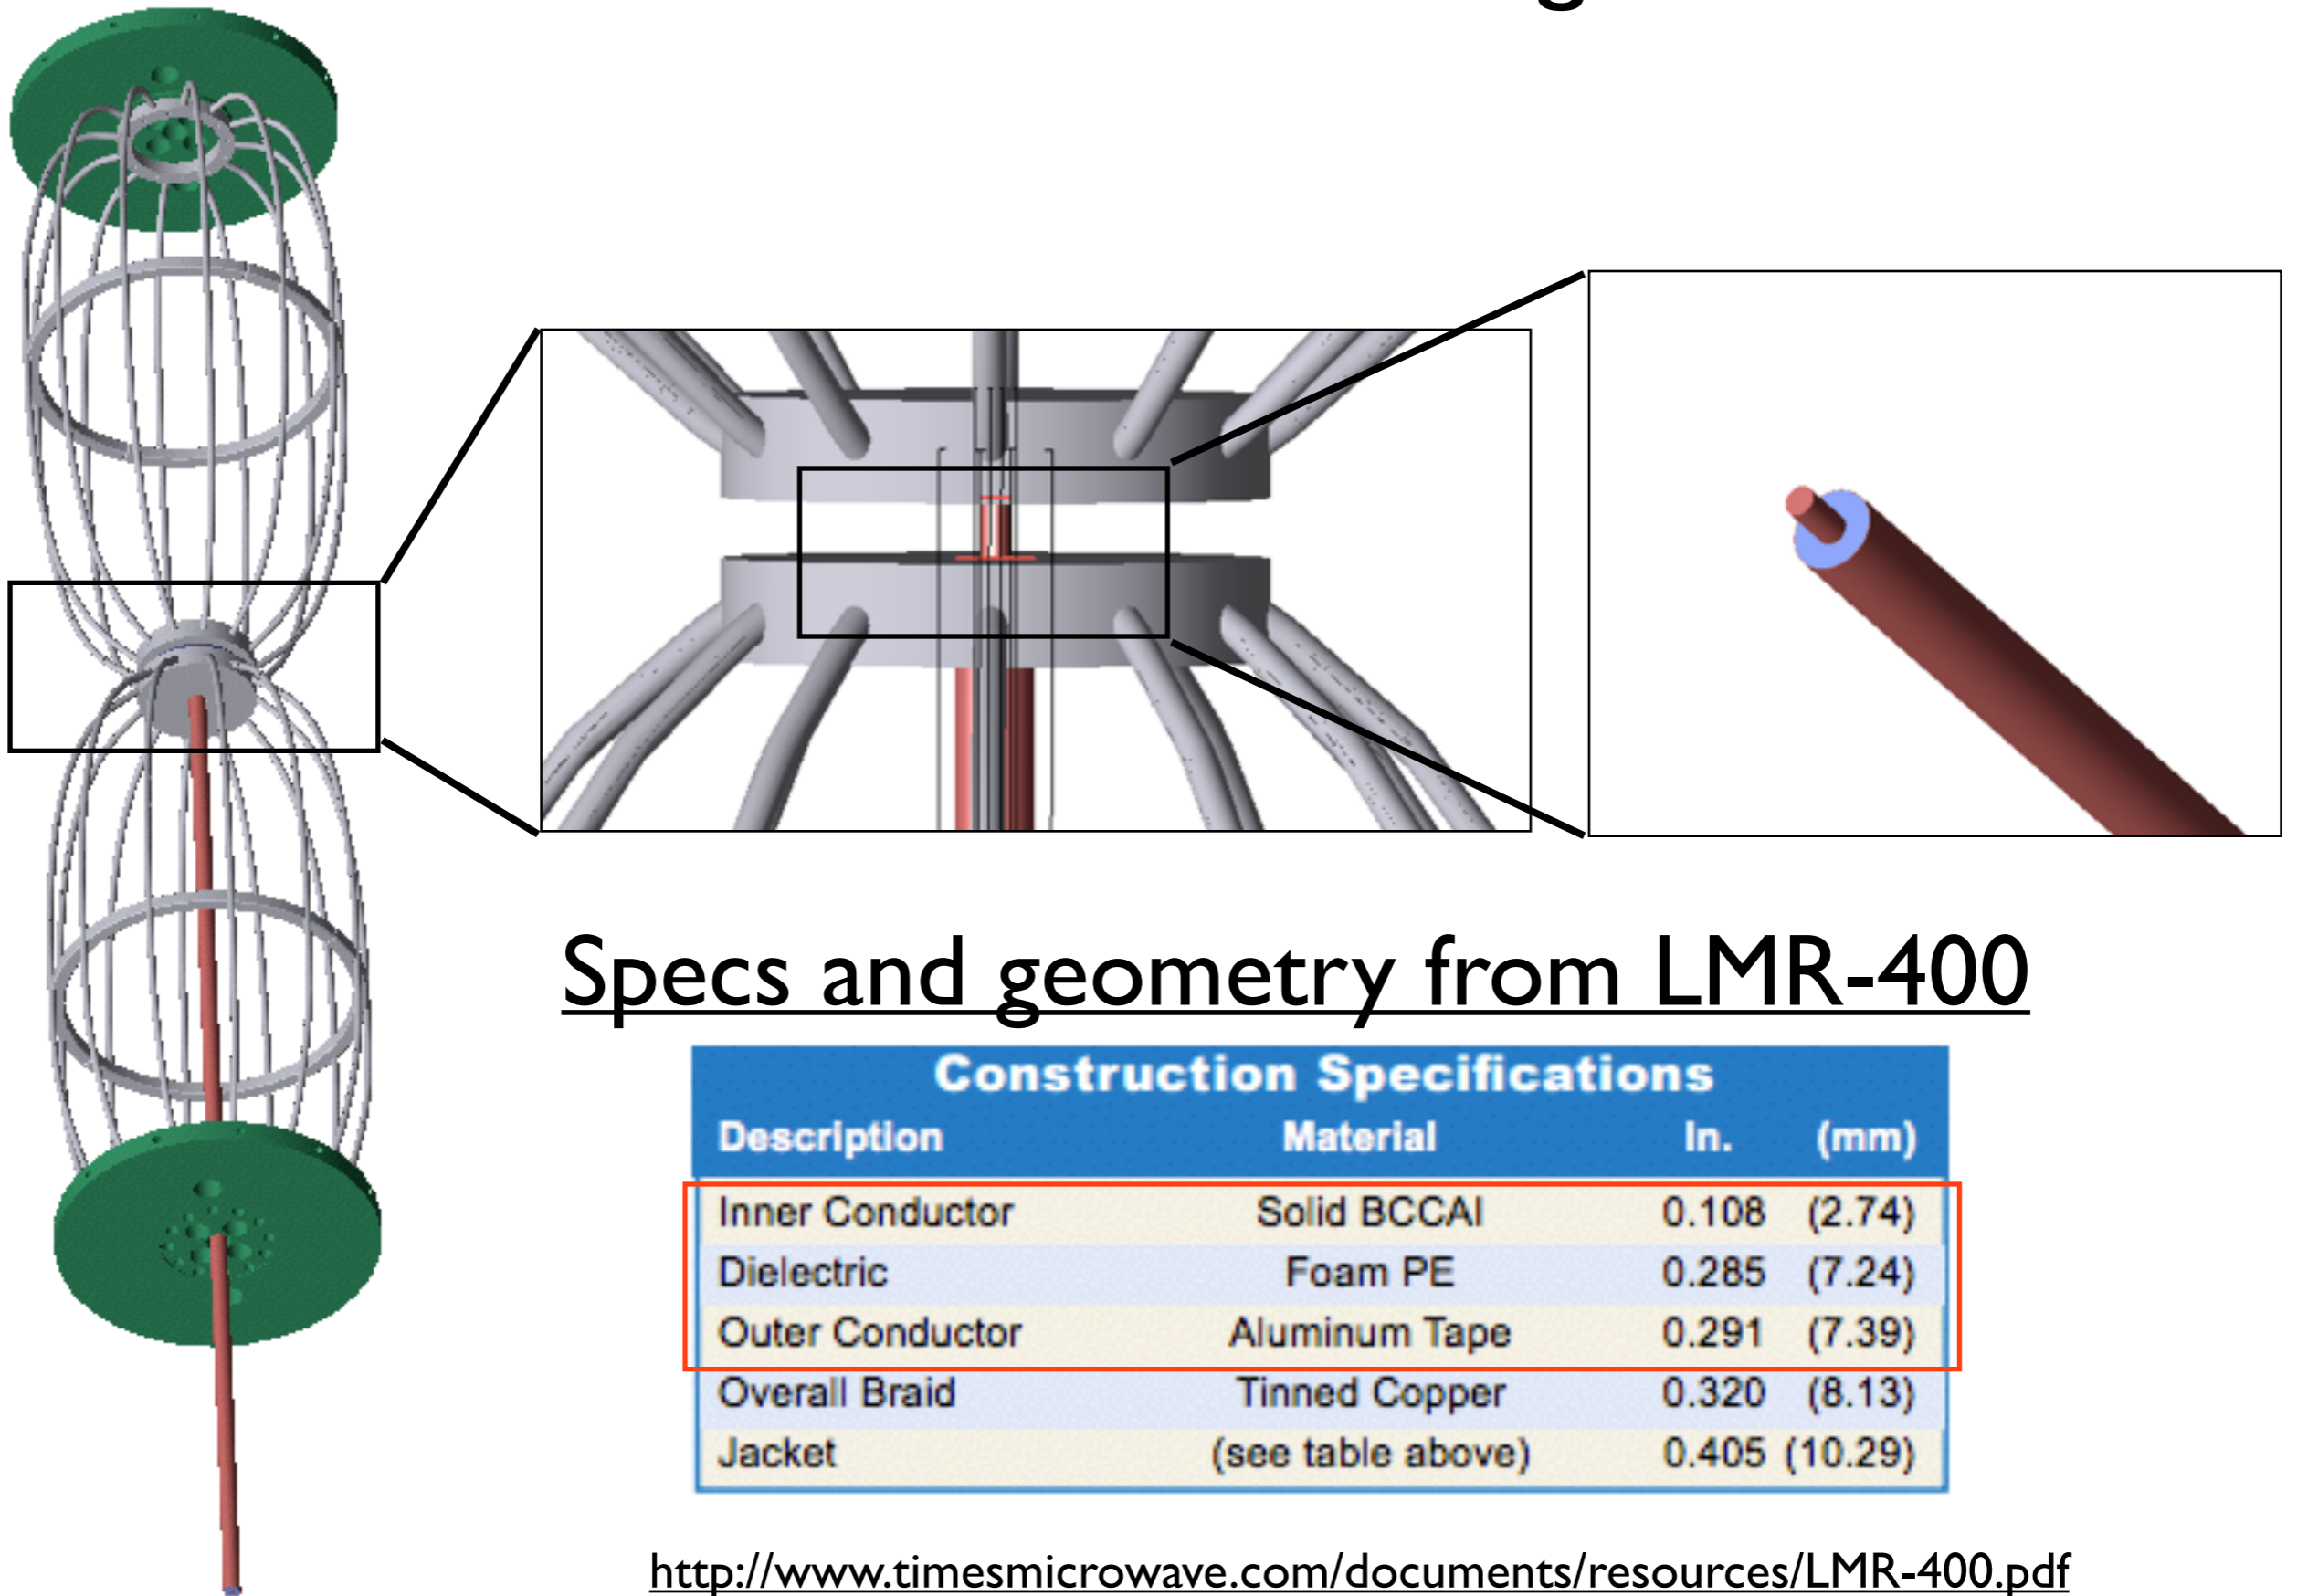 Specs and geometry from LMR-400
Construction Specifications
Description Material In. (mm)
Inner Conductor Solid BCCAI 0.108 (2.74)
Dielectric Foam PE 0.285 (7.24)
Outer Conductor Aluminum Tape 0.291 (7.39)
Overall Braid Tinned Copper 0.320 (8.13)
Jacket (see table above) 0.405 (10.29)
http://www.timesmicrowave.com/documents/resources/LMR-400.pdf